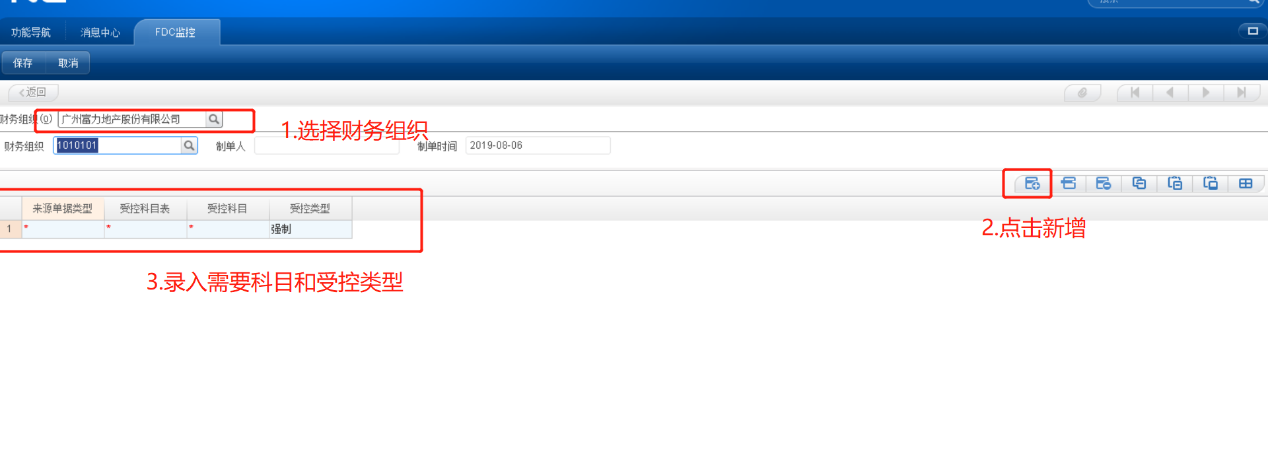 功能导航 消息中心 FDC监控
保存 取消
返回
财务组织(O) 广州富力地产股份有限公司
1.选择财务组织
财务组织 1010101 制单人 制单时间 2019-08-06
来源单据类型 受控科目表 受控科目 受控类型
1 * * * 强制
2.点击新增
3.录入需要科目和受控类型